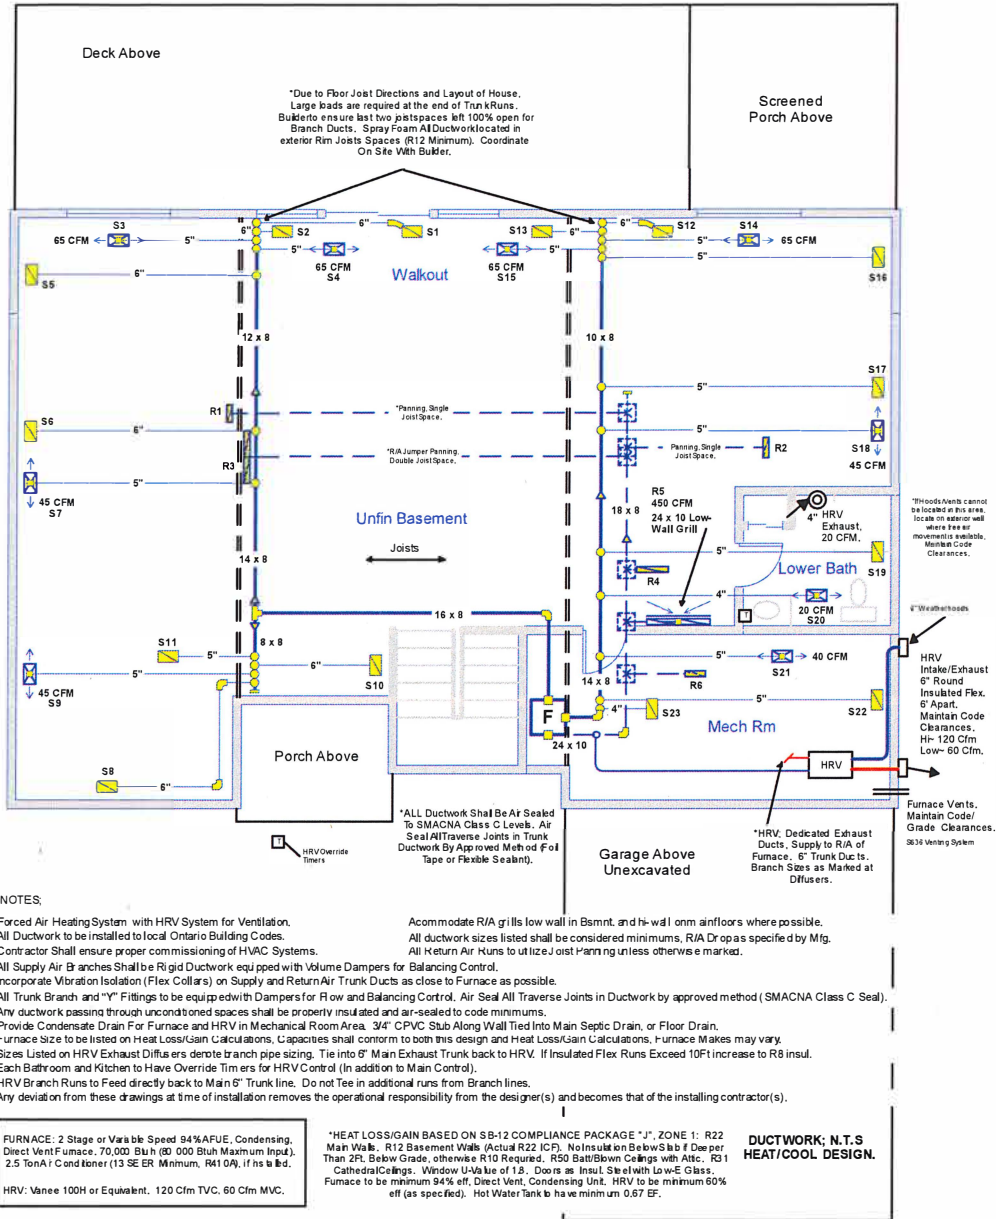 Deck Above
*Due to Floor Joist Directions and Layout of House,
Large loads are required at the end of Trunk Runs.
Builder to ensure last two joist spaces left 100% open for
Branch Ducts. Spray Foam All Ductwork located in
exterior Rim Joists Spaces (R12 Minimum). Coordinate
On Site With Builder.
Screened
Porch Above
S3
65 CFM
5"
6"
6"
S2
S1
5"
65 CFM
S4
S13
6"
5"
65 CFM
S15
6"
S12
S14
5"
65 CFM
5"
S16
S5
6"
Walkout
12 x 8
10 x 8
S17
5"
R1
*Panning, Single
Joist Space.
S6
6"
R3
*R/A Jumper Panning,
Double Joist Space.
5"
Panning, Single
Joist Space.
R2
S18
45 CFM
5"
45 CFM
S7
R5
450 CFM
24 x 10 Low-
Wall Grill
18 x 8
4"
HRV
Exhaust,
20 CFM.
*If Hoods/Vents cannot
be located in this area,
locate on exterior wall
where free air
movement is available.
Maintain Code
Clearances.
Unfin Basement
Joists
14 x 8
5"
S19
Lower Bath
R4
4"
20 CFM
S20
T
16 x 8
6" Weatherhoods
8 x 8
S11
5"
6"
S10
45 CFM
S9
5"
40 CFM
S21
R6
14 x 8
4"
S23
5"
S22
Mech Rm
F
24 x 10
HRV
HRV
Intake/Exhaust
6" Round
Insulated Flex.
6' Apart.
Maintain Code
Clearances.
Hi~ 120 Cfm
Low~ 60 Cfm.
Porch Above
S8
6"
T
HRV Override
Timers
*ALL Ductwork Shall Be Air Sealed
To SMACNA Class C Levels. Air
Seal All Traverse Joints in Trunk
Ductwork By Approved Method (Foil
Tape or Flexible Sealant).
Garage Above
Unexcavated
*HRV; Dedicated Exhaust
Ducts, Supply to R/A of
Furnace. 6" Trunk Ducts.
Branch Sizes as Marked at
Diffusers.
Furnace Vents.
Maintain Code/
Grade Clearances.
S636 Venting System
NOTES;
Forced Air Heating System with HRV System for Ventilation.
All Ductwork to be installed to local Ontario Building Codes.
Contractor Shall ensure proper commissioning of HVAC Systems.
Acommodate R/A grills low wall in Bsmnt. and hi-wall onm ainfloors where possible.
All ductwork sizes listed shall be considered minimums, R/A Drop as specified by Mfg.
All Return Air Runs to utilize Joist Panning unless otherwise marked.
All Supply Air Branches Shall be Rigid Ductwork equipped with Volume Dampers for Balancing Control.
Incorporate Vibration Isolation (Flex Collars) on Supply and Return Air Trunk Ducts as close to Furnace as possible.
All Trunk Branch and "Y" Fittings to be equipped with Dampers for Flow and Balancing Control. Air Seal All Traverse Joints in Ductwork by approved method (SMACNA Class C Seal).
Any ductwork passing through unconditioned spaces shall be properly insulated and air-sealed to code minimums.
Provide Condensate Drain For Furnace and HRV in Mechanical Room Area. 3/4" CPVC Stub Along Wall Tied Into Main Septic Drain, or Floor Drain.
Furnace Size to be listed on Heat Loss/Gain Calculations, Capacities shall conform to both this design and Heat Loss/Gain Calculations, Furnace Makes may vary.
Sizes Listed on HRV Exhaust Diffusers denote branch pipe sizing. Tie into 6" Main Exhaust Trunk back to HRV. If Insulated Flex Runs Exceed 10Ft increase to R8 insul.
Each Bathroom and Kitchen to Have Override Timers for HRV Control (In addition to Main Control).
HRV Branch Runs to Feed directly back to Main 6" Trunk line. Do not Tee in additional runs from Branch lines.
Any deviation from these drawings at time of installation removes the operational responsibility from the designer(s) and becomes that of the installing contractor(s).
FURNACE: 2 Stage or Variable Speed 94% AFUE, Condensing,
Direct Vent Furnace. 70,000 Btuh (80 000 Btuh Maximum Input).
2.5 Ton Air Conditioner (13 SEER Minimum, R410A), if installed.
HRV: Vanee 100H or Equivalent. 120 Cfm TVC, 60 Cfm MVC.
*HEAT LOSS/GAIN BASED ON SB-12 COMPLIANCE PACKAGE "J", ZONE 1: R22
Main Walls. R12 Basement Walls (Actual R22 ICF). No Insulation Below Slab if Deeper
Than 2Ft. Below Grade, otherwise R10 Requried. R50 Batt/Blown Ceilings with Attic. R31
Cathedral Ceilings. Window U-Value of 1.8. Doors as Insul. Steel with Low-E Glass.
Furnace to be minimum 94% eff, Direct Vent, Condensing Unit. HRV to be minimum 60%
eff (as specified). Hot Water Tank to have minimum 0.67 EF.
DUCTWORK; N.T.S
HEAT/COOL DESIGN.